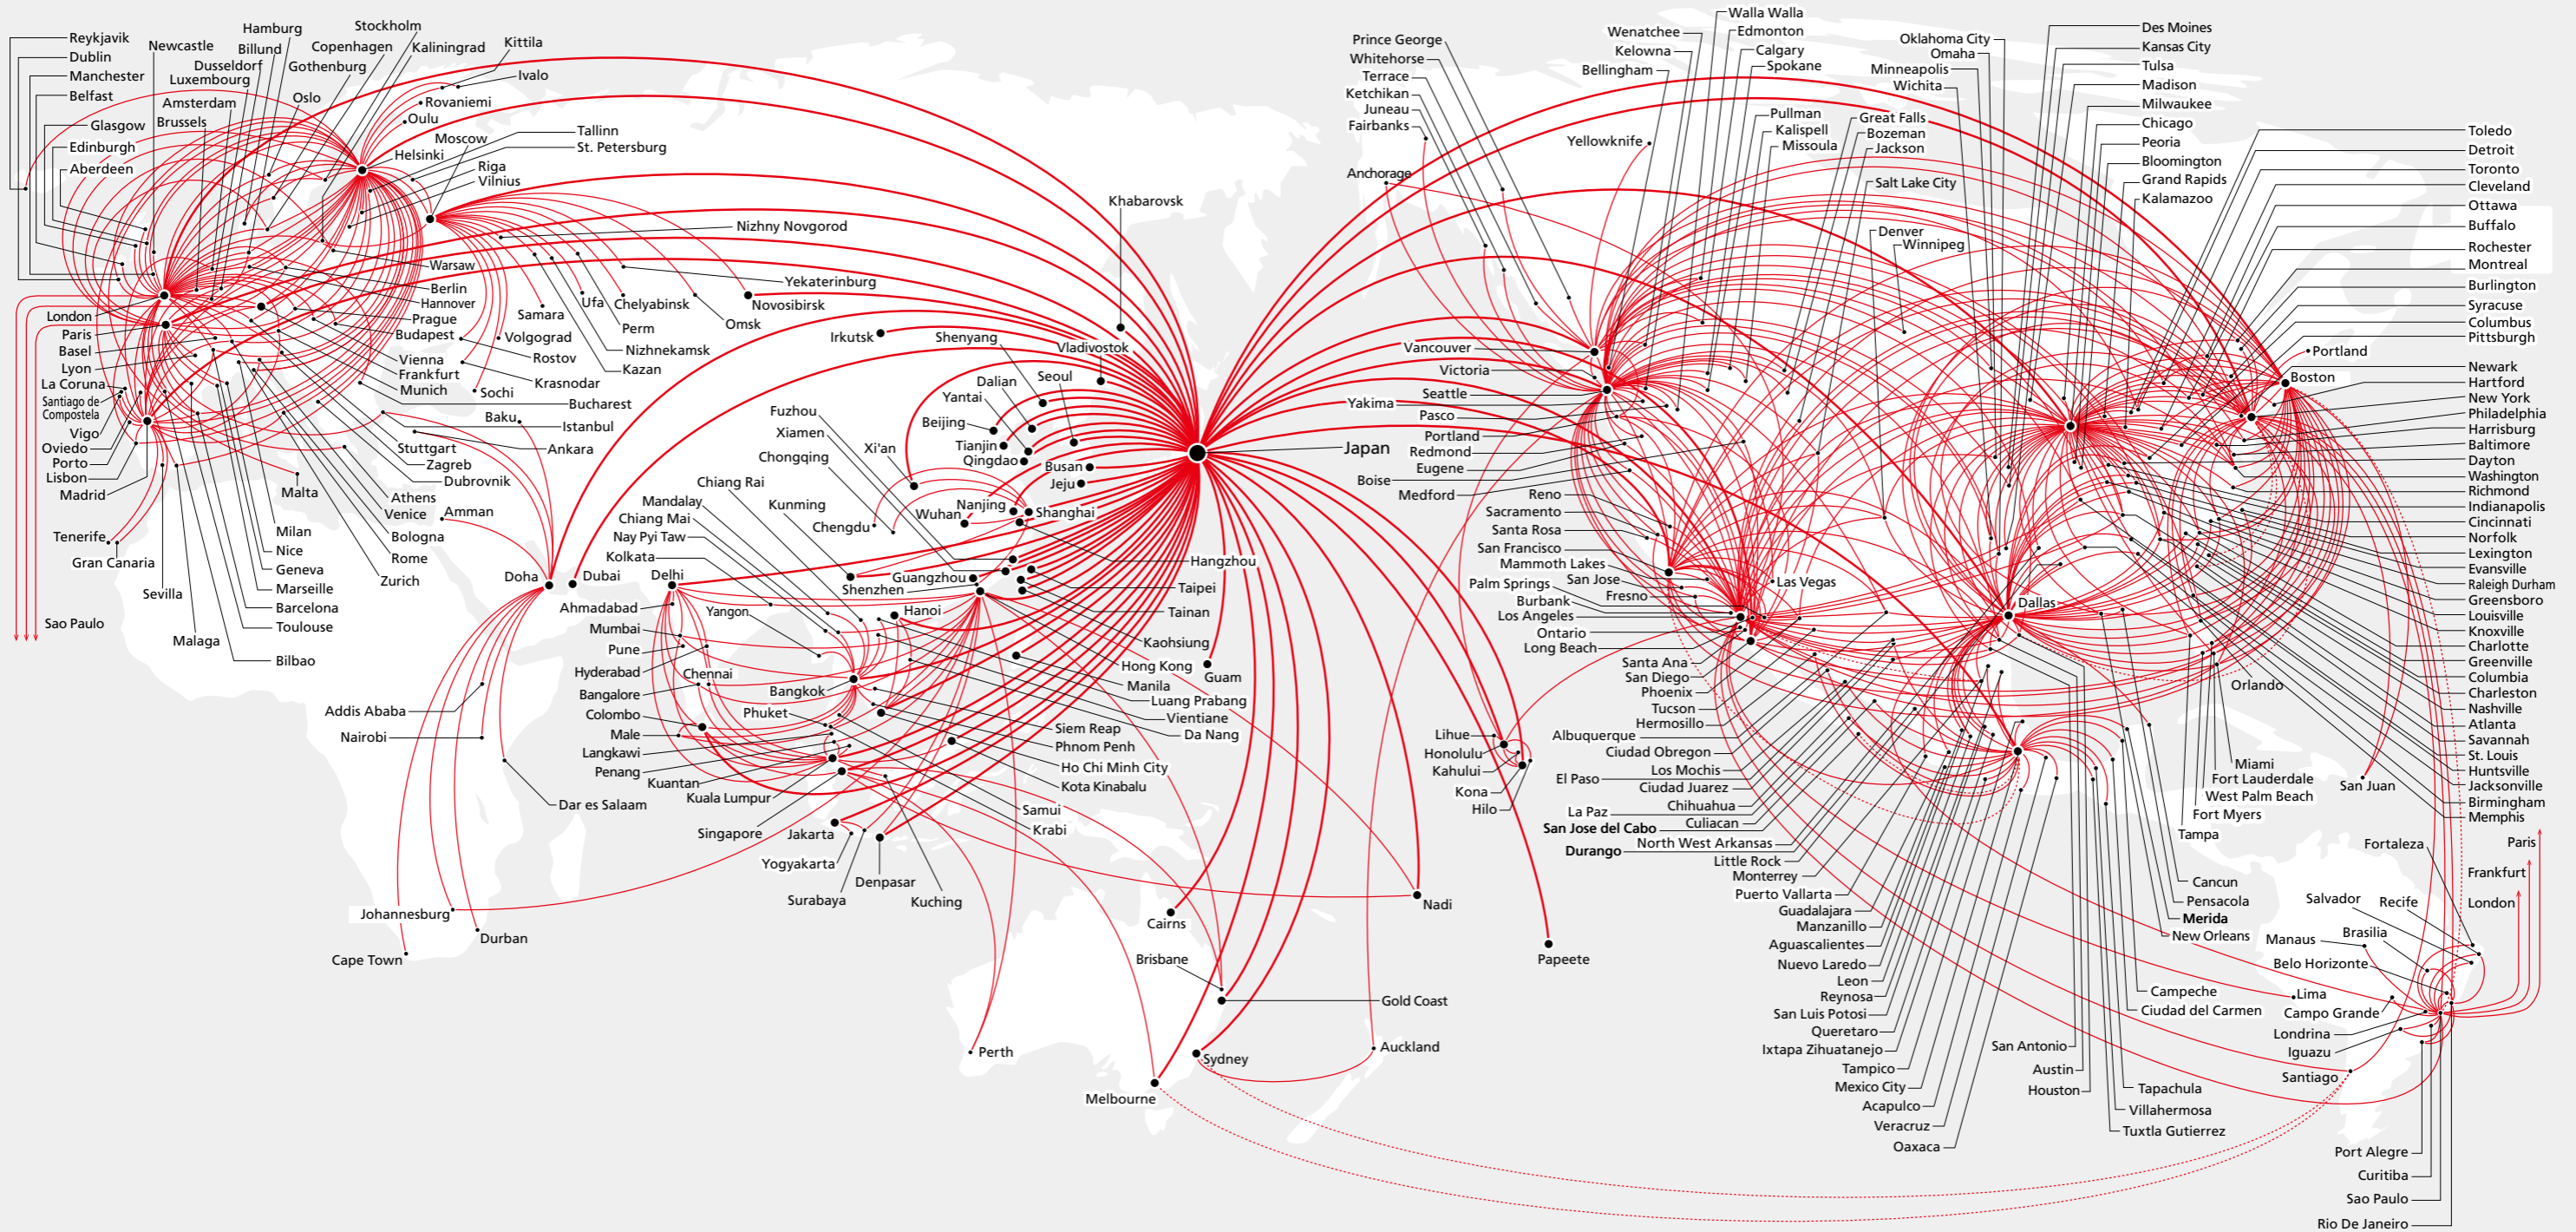 Reykjavik
Dublin
Manchester
Belfast
Glasgow
Edinburgh
Aberdeen
Newcastle
Hamburg
Billund
Dusseldorf
Luxembourg
Amsterdam
Brussels
Stockholm
Copenhagen
Gothenburg
Oslo
Kaliningrad
Kittila
Ivalo
Rovaniemi
Oulu
Moscow
Helsinki
Tallinn
St. Petersburg
Riga
Vilnius
Nizhny Novgorod
Yekaterinburg
Novosibirsk
Warsaw
Berlin
Hannover
Prague
Budapest
Vienna
Frankfurt
Munich
Ufa
Chelyabinsk
Samara
Perm
Omsk
Volgograd
Nizhnekamsk
Rostov
Kazan
Krasnodar
Sochi
Bucharest
Baku
Istanbul
Stuttgart
Ankara
Zagreb
Dubrovnik
Athens
Venice
Amman
Bologna
Rome
Zurich
London
Paris
Basel
Lyon
La Coruna
Santiago de
Compostela
Vigo
Oviedo
Porto
Lisbon
Madrid
Malta
Tenerife
Gran Canaria
Sevilla
Malaga
Milan
Nice
Geneva
Marseille
Barcelona
Toulouse
Bilbao
Sao Paulo
Doha
Dubai
Addis Ababa
Nairobi
Dar es Salaam
Johannesburg
Durban
Cape Town
Khabarovsk
Irkutsk
Shenyang
Vladivostok
Dalian
Seoul
Yantai
Beijing
Tianjin
Qingdao
Busan
Jeju
Fuzhou
Xiamen
Chongqing
Xi'an
Chiang Rai
Mandalay
Kunming
Chiang Mai
Nay Pyi Taw
Kolkata
Chengdu
Wuhan
Nanjing
Shanghai
Hangzhou
Delhi
Guangzhou
Shenzhen
Taipei
Tainan
Kaohsiung
Hong Kong
Guam
Manila
Luang Prabang
Vientiane
Da Nang
Hanoi
Yangon
Ahmadabad
Mumbai
Pune
Hyderabad
Chennai
Bangalore
Colombo
Male
Langkawi
Penang
Kuantan
Kuala Lumpur
Singapore
Bangkok
Phuket
Siem Reap
Phnom Penh
Ho Chi Minh City
Kota Kinabalu
Samui
Krabi
Jakarta
Yogyakarta
Surabaya
Denpasar
Kuching
Cairns
Brisbane
Gold Coast
Perth
Sydney
Melbourne
Auckland
Nadi
Papeete
Japan
Prince George
Whitehorse
Terrace
Ketchikan
Juneau
Fairbanks
Anchorage
Yellowknife
Walla Walla
Wenatchee
Edmonton
Kelowna
Calgary
Bellingham
Spokane
Pullman
Kalispell
Missoula
Great Falls
Bozeman
Jackson
Salt Lake City
Denver
Winnipeg
Oklahoma City
Omaha
Minneapolis
Wichita
Des Moines
Kansas City
Tulsa
Madison
Milwaukee
Chicago
Peoria
Bloomington
Grand Rapids
Kalamazoo
Toledo
Detroit
Toronto
Cleveland
Ottawa
Buffalo
Rochester
Montreal
Burlington
Syracuse
Columbus
Pittsburgh
Portland
Boston
Newark
Hartford
New York
Philadelphia
Harrisburg
Baltimore
Dayton
Washington
Richmond
Indianapolis
Cincinnati
Norfolk
Lexington
Evansville
Raleigh Durham
Greensboro
Louisville
Knoxville
Charlotte
Greenville
Columbia
Charleston
Nashville
Atlanta
Savannah
St. Louis
Huntsville
Jacksonville
Birmingham
Memphis
Vancouver
Victoria
Seattle
Yakima
Pasco
Portland
Redmond
Eugene
Boise
Medford
Reno
Sacramento
Santa Rosa
San Francisco
Mammoth Lakes
San Jose
Palm Springs
Fresno
Burbank
Los Angeles
Ontario
Long Beach
Las Vegas
Dallas
Santa Ana
San Diego
Phoenix
Tucson
Hermosillo
Albuquerque
Ciudad Obregon
Los Mochis
El Paso
Ciudad Juarez
Chihuahua
La Paz
Culiacan
San Jose del Cabo
North West Arkansas
Durango
Little Rock
Monterrey
Puerto Vallarta
Guadalajara
Manzanillo
Aguascalientes
Nuevo Laredo
Leon
Reynosa
San Luis Potosi
Queretaro
Ixtapa Zihuatanejo
Tampico
Mexico City
Acapulco
Veracruz
Oaxaca
San Antonio
Austin
Houston
Tapachula
Villahermosa
Tuxtla Gutierrez
Campeche
Ciudad del Carmen
Cancun
Pensacola
Merida
New Orleans
Orlando
Miami
Fort Lauderdale
West Palm Beach
Fort Myers
Tampa
San Juan
Lihue
Honolulu
Kahului
Kona
Hilo
Fortaleza
Paris
Frankfurt
London
Salvador
Recife
Manaus
Brasilia
Belo Horizonte
Lima
Campo Grande
Londrina
Iguazu
Santiago
Port Alegre
Curitiba
Sao Paulo
Rio De Janeiro